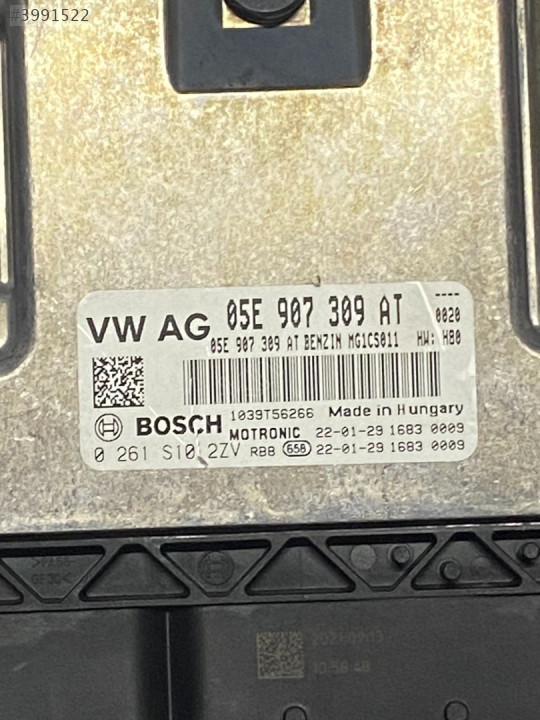 #3991522
VW AG 05E 907 309 AT ----
0020
05E 907 309 AT BENZIN MG1CS011 HW: H80
1039T56266 Made in Hungary
BOSCH MOTRONIC 22-01-29 1683 0009
0 261 S10 2ZV RBB 658 22-01-29 1683 0009